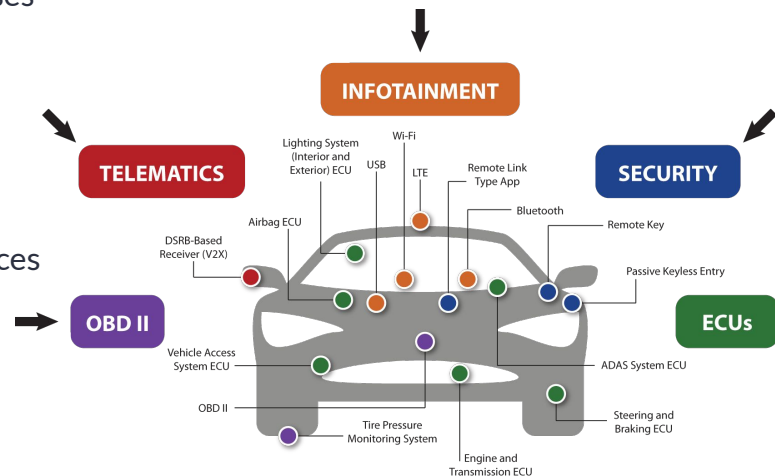 INFOTAINMENT
TELEMATICS
SECURITY
Lighting System
(Interior and
Exterior) ECU
USB
Wi-Fi
LTE
Remote Link
Type App
Bluetooth
Remote Key
Airbag ECU
DSRB-Based
Receiver (V2X)
Passive Keyless Entry
OBD II
ECUs
Vehicle Access
System ECU
ADAS System ECU
OBD II
Tire Pressure
Monitoring System
Steering and
Braking ECU
Engine and
Transmission ECU